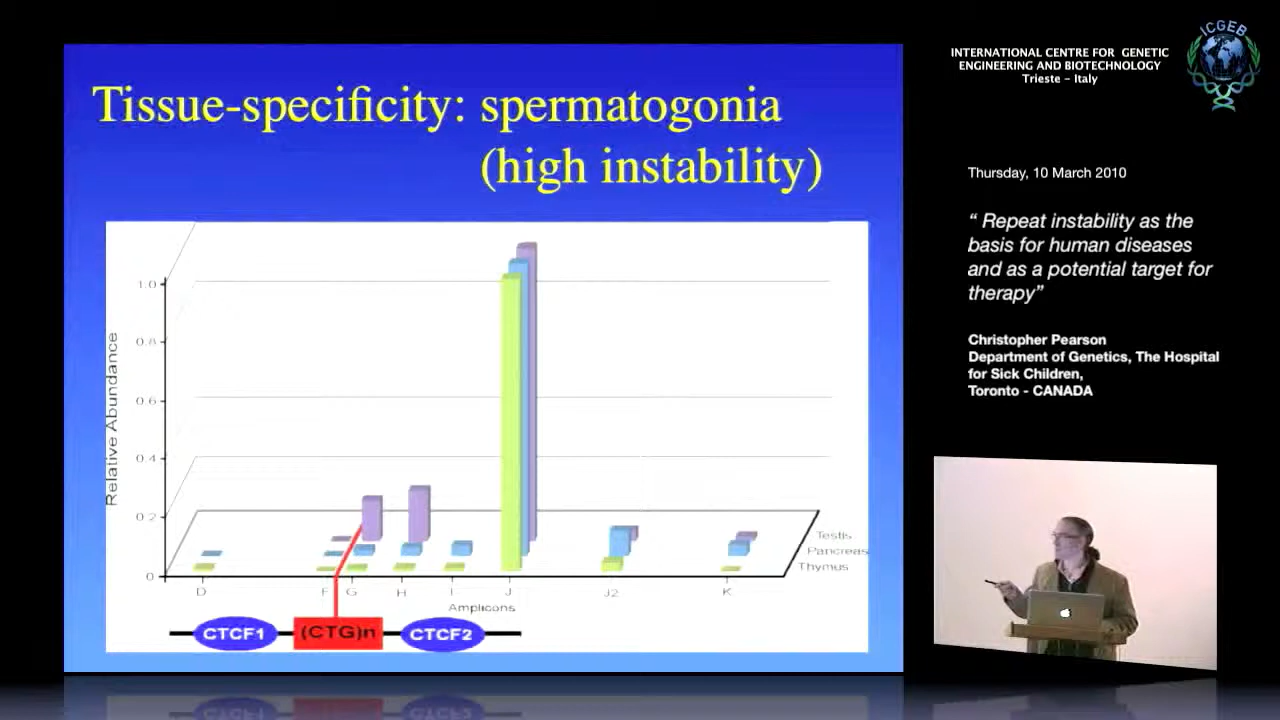 Tissue-specificity: spermatogonia
(high instability)
Relative Abundance
1.0
0.8
0.6
0.4
0.2
0
Testis
Pancreas
Thymus
D F G H I J J2 K
Amplicons
CTCF1 (CTG)n CTCF2
ICGEB
INTERNATIONAL CENTRE FOR GENETIC
ENGINEERING AND BIOTECHNOLOGY
Trieste - Italy
Thursday, 10 March 2010
“ Repeat instability as the
basis for human diseases
and as a potential target for
therapy”
Christopher Pearson
Department of Genetics, The Hospital
for Sick Children,
Toronto - CANADA